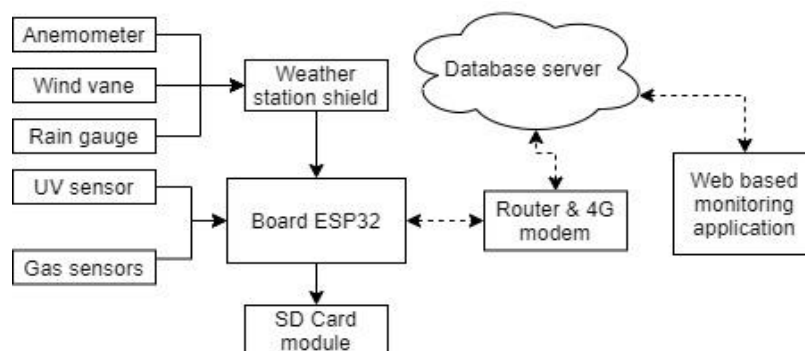 Anemometer
Wind vane
Rain gauge
UV sensor
Gas sensors
Weather
station shield
Board ESP32
SD Card
module
Database server
Router & 4G
modem
Web based
monitoring
application